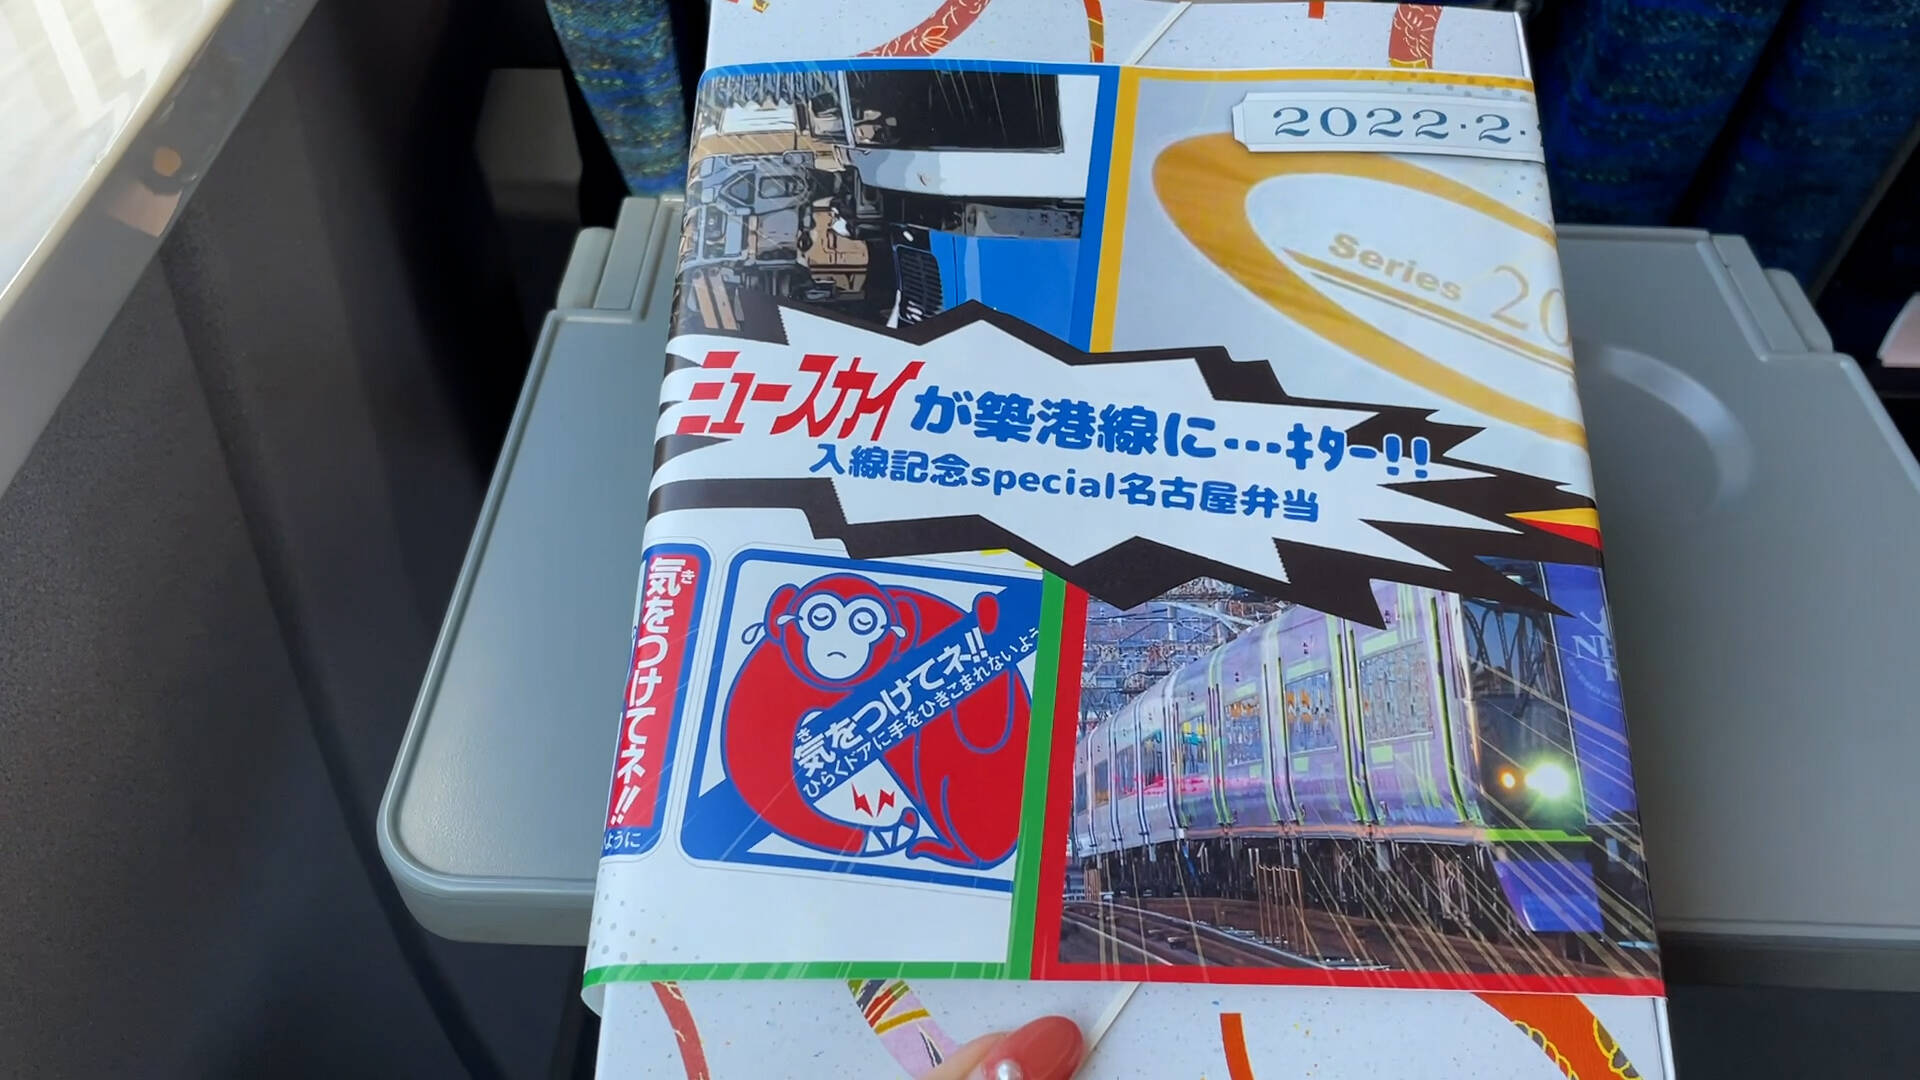 2022·2·
Series 20
ニュースカイが築港線に…ｷﾀｰ!!
入線記念special名古屋弁当
気をつけてネ!!
き
ように
気をつけてネ!!
き
ひらくドアに手をひきこまれないよう